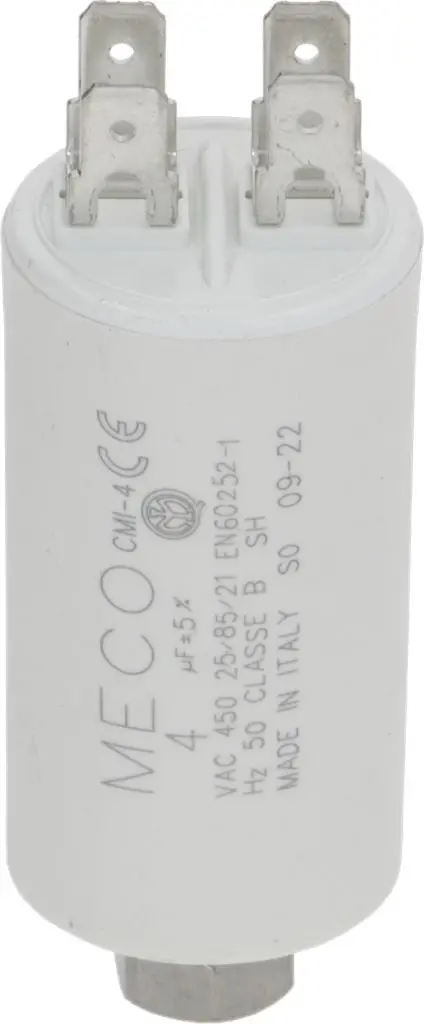 MECO CMI-4 CE
4 µF±5%
VAC 450 25/85/21 EN60252-1
Hz 50 CLASSE B SH
MADE IN ITALY SO 09-22